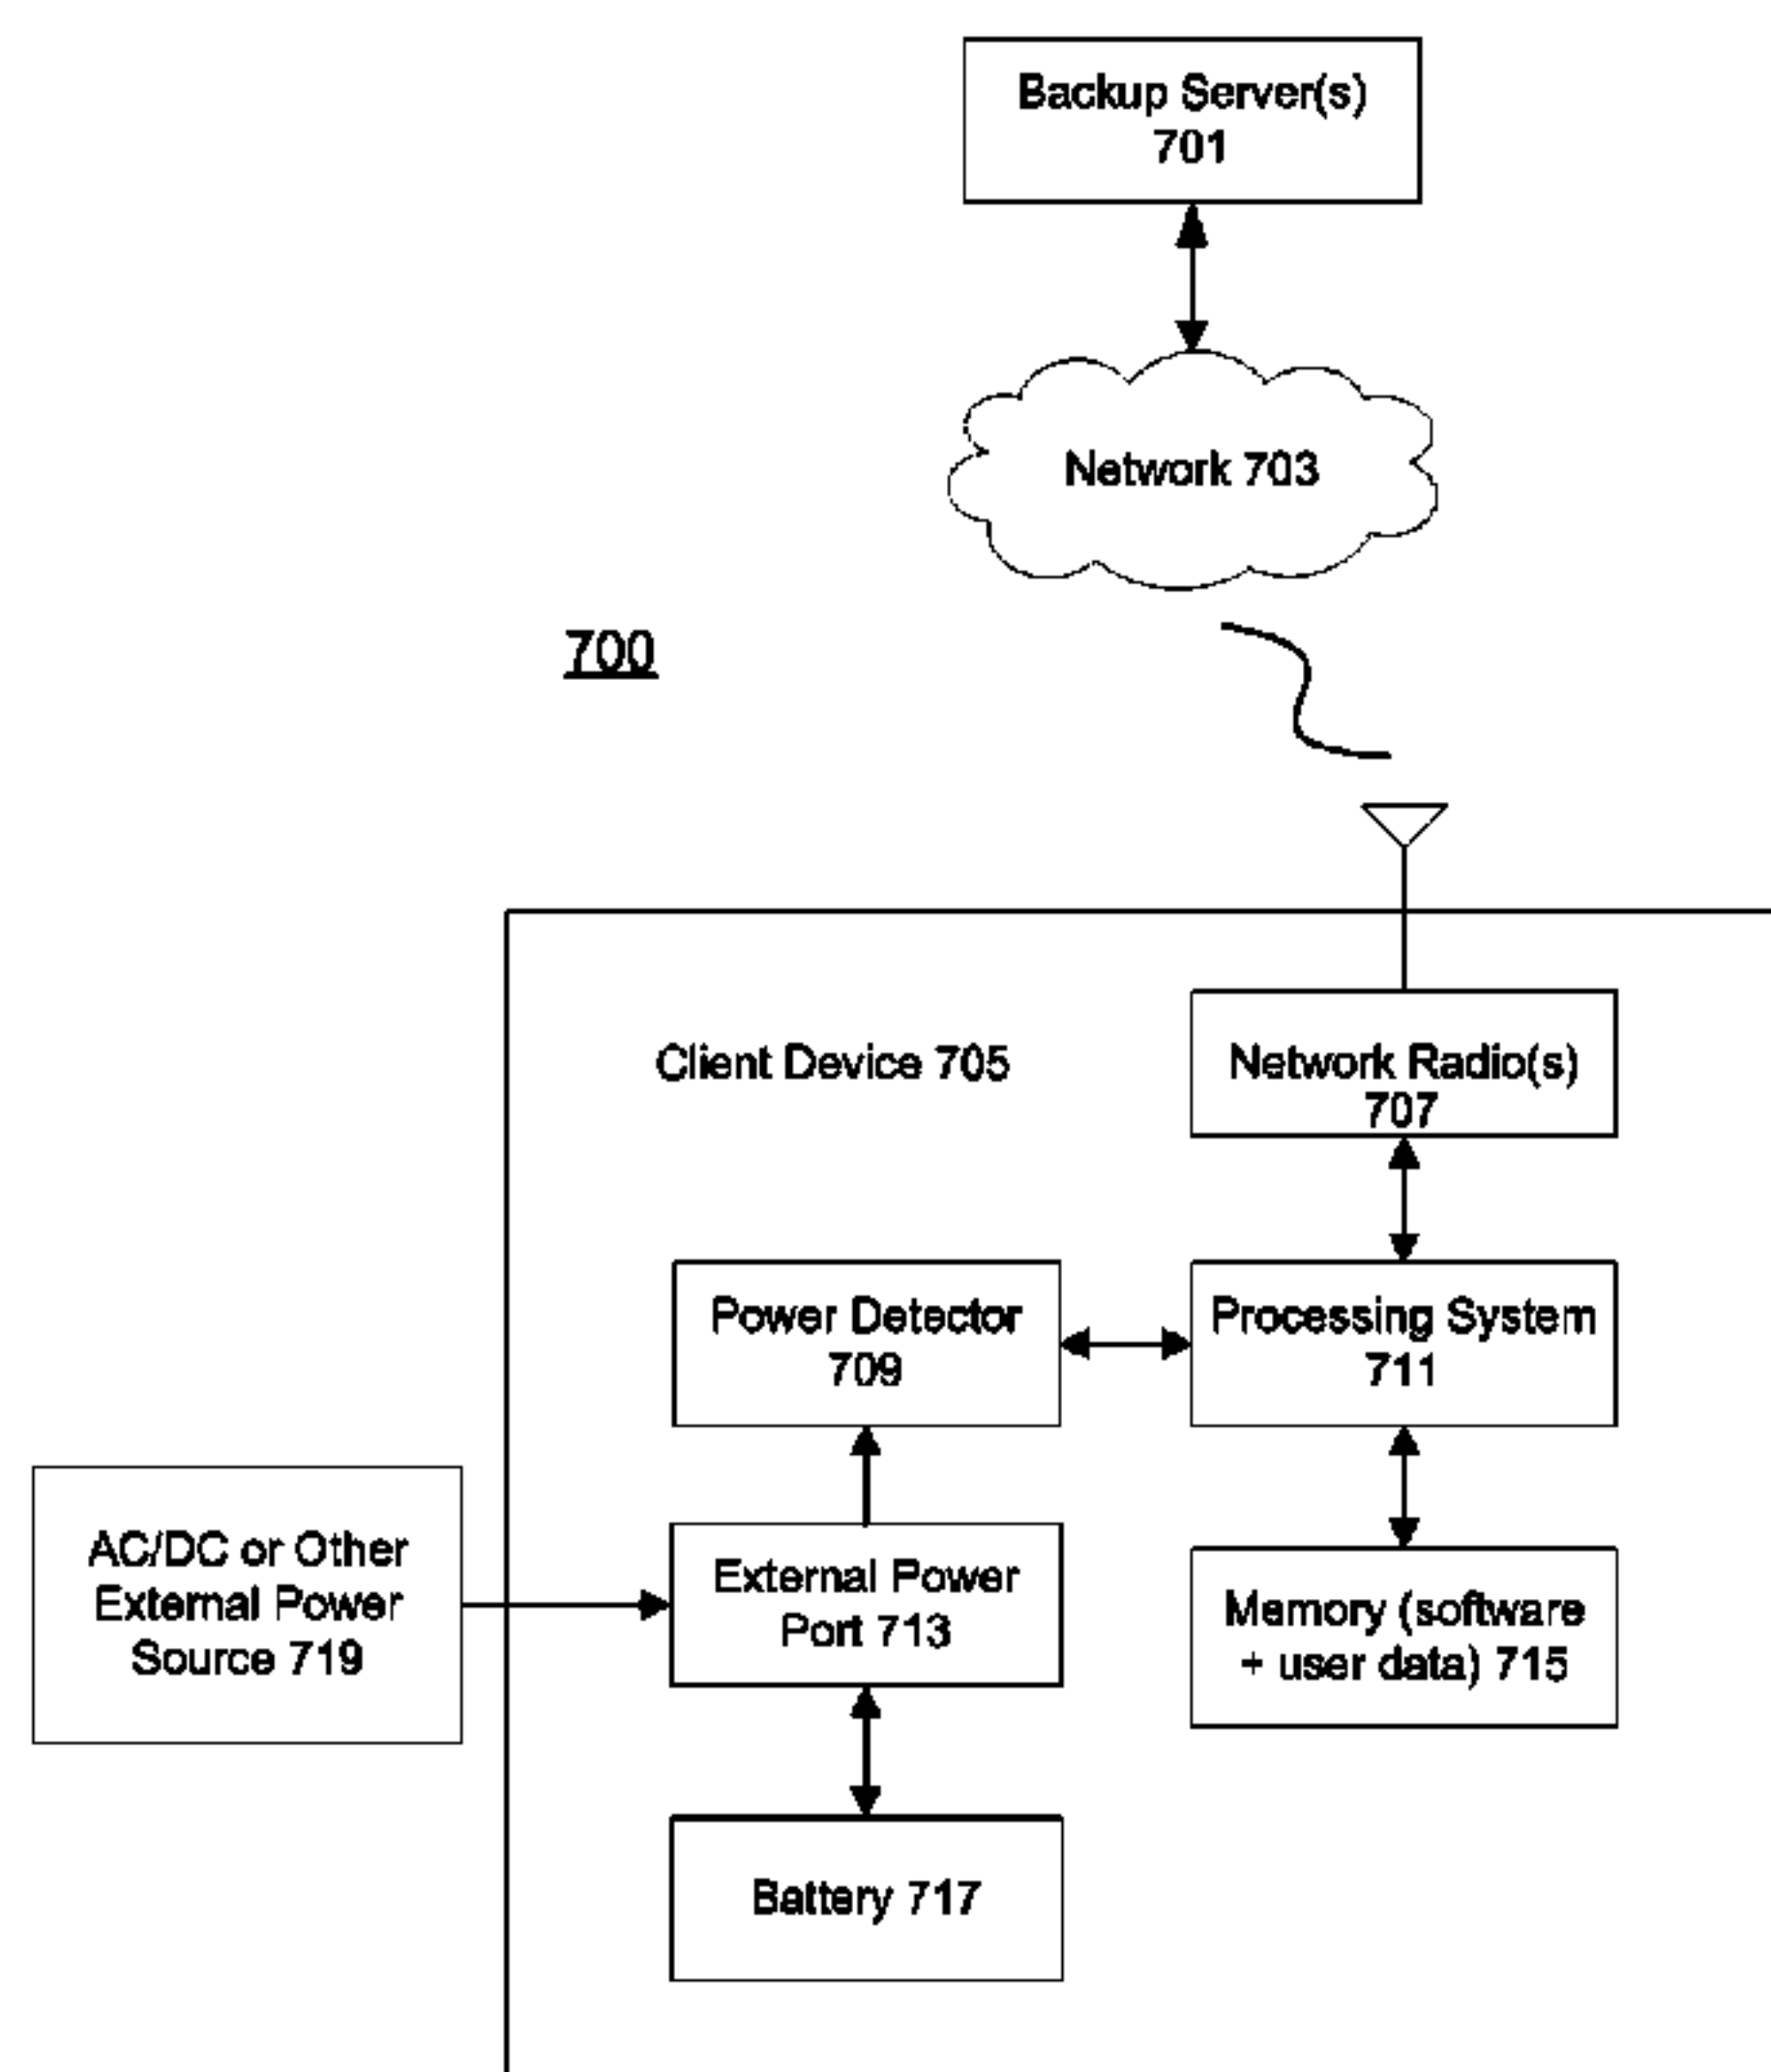 Backup Server(s)
701
Network 703
700
Client Device 705
Network Radio(s)
707
Power Detector
709
Processing System
711
AC/DC or Other
External Power
Source 719
External Power
Port 713
Memory (software
+ user data) 715
Battery 717